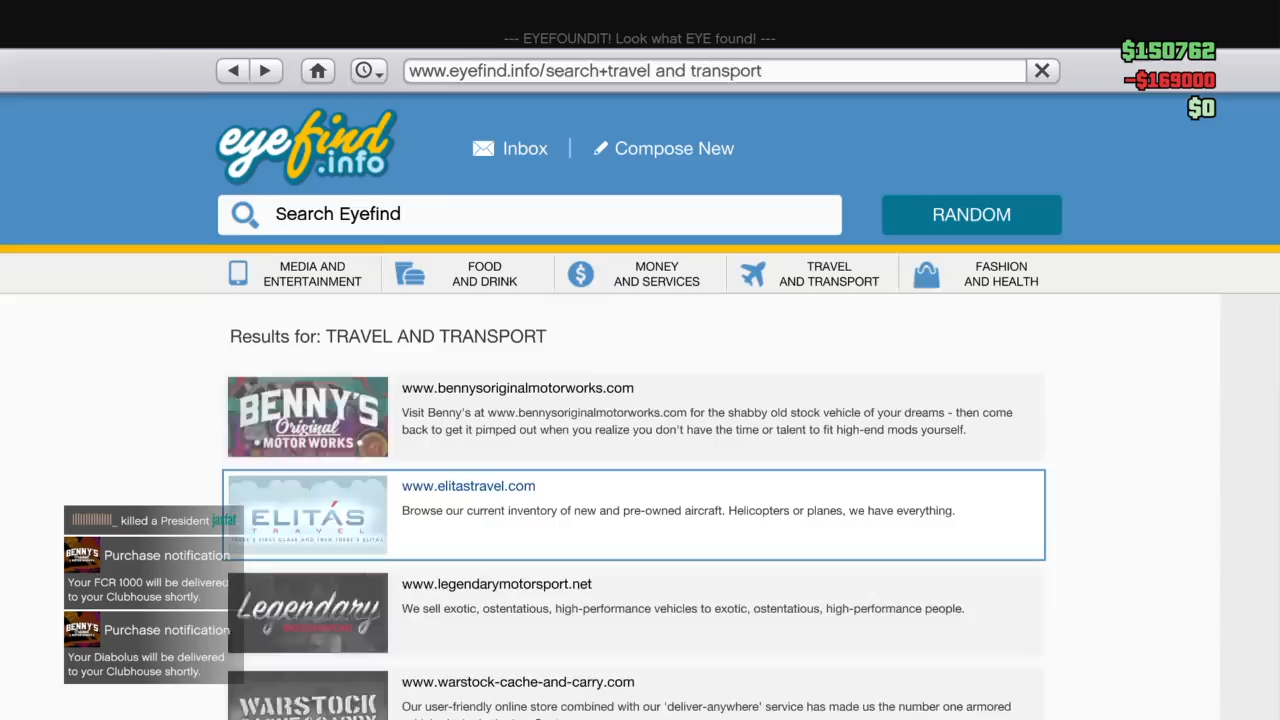 --- EYEFOUNDIT! Look what EYE found! ---
$150762
www.eyefind.info/search+travel and transport
-$169000
$0
eyefind.info
Inbox
Compose New
Search Eyefind
RANDOM
MEDIA AND ENTERTAINMENT
FOOD AND DRINK
MONEY AND SERVICES
TRAVEL AND TRANSPORT
FASHION AND HEALTH
Results for: TRAVEL AND TRANSPORT
BENNY'S
Original
MOTOR WORKS
www.bennysoriginalmotorworks.com
Visit Benny's at www.bennysoriginalmotorworks.com for the shabby old stock vehicle of your dreams - then come
back to get it pimped out when you realize you don't have the time or talent to fit high-end mods yourself.
ELITÁS
TRAVEL
www.elitastravel.com
Browse our current inventory of new and pre-owned aircraft. Helicopters or planes, we have everything.
killed a President jaxfat
BENNY'S
Purchase notification
Your FCR 1000 will be delivered
to your Clubhouse shortly.
BENNY'S
Purchase notification
Your Diabolus will be delivered
to your Clubhouse shortly.
Legendary
www.legendarymotorsport.net
We sell exotic, ostentatious, high-performance vehicles to exotic, ostentatious, high-performance people.
WARSTOCK
www.warstock-cache-and-carry.com
Our user-friendly online store combined with our 'deliver-anywhere' service has made us the number one armored